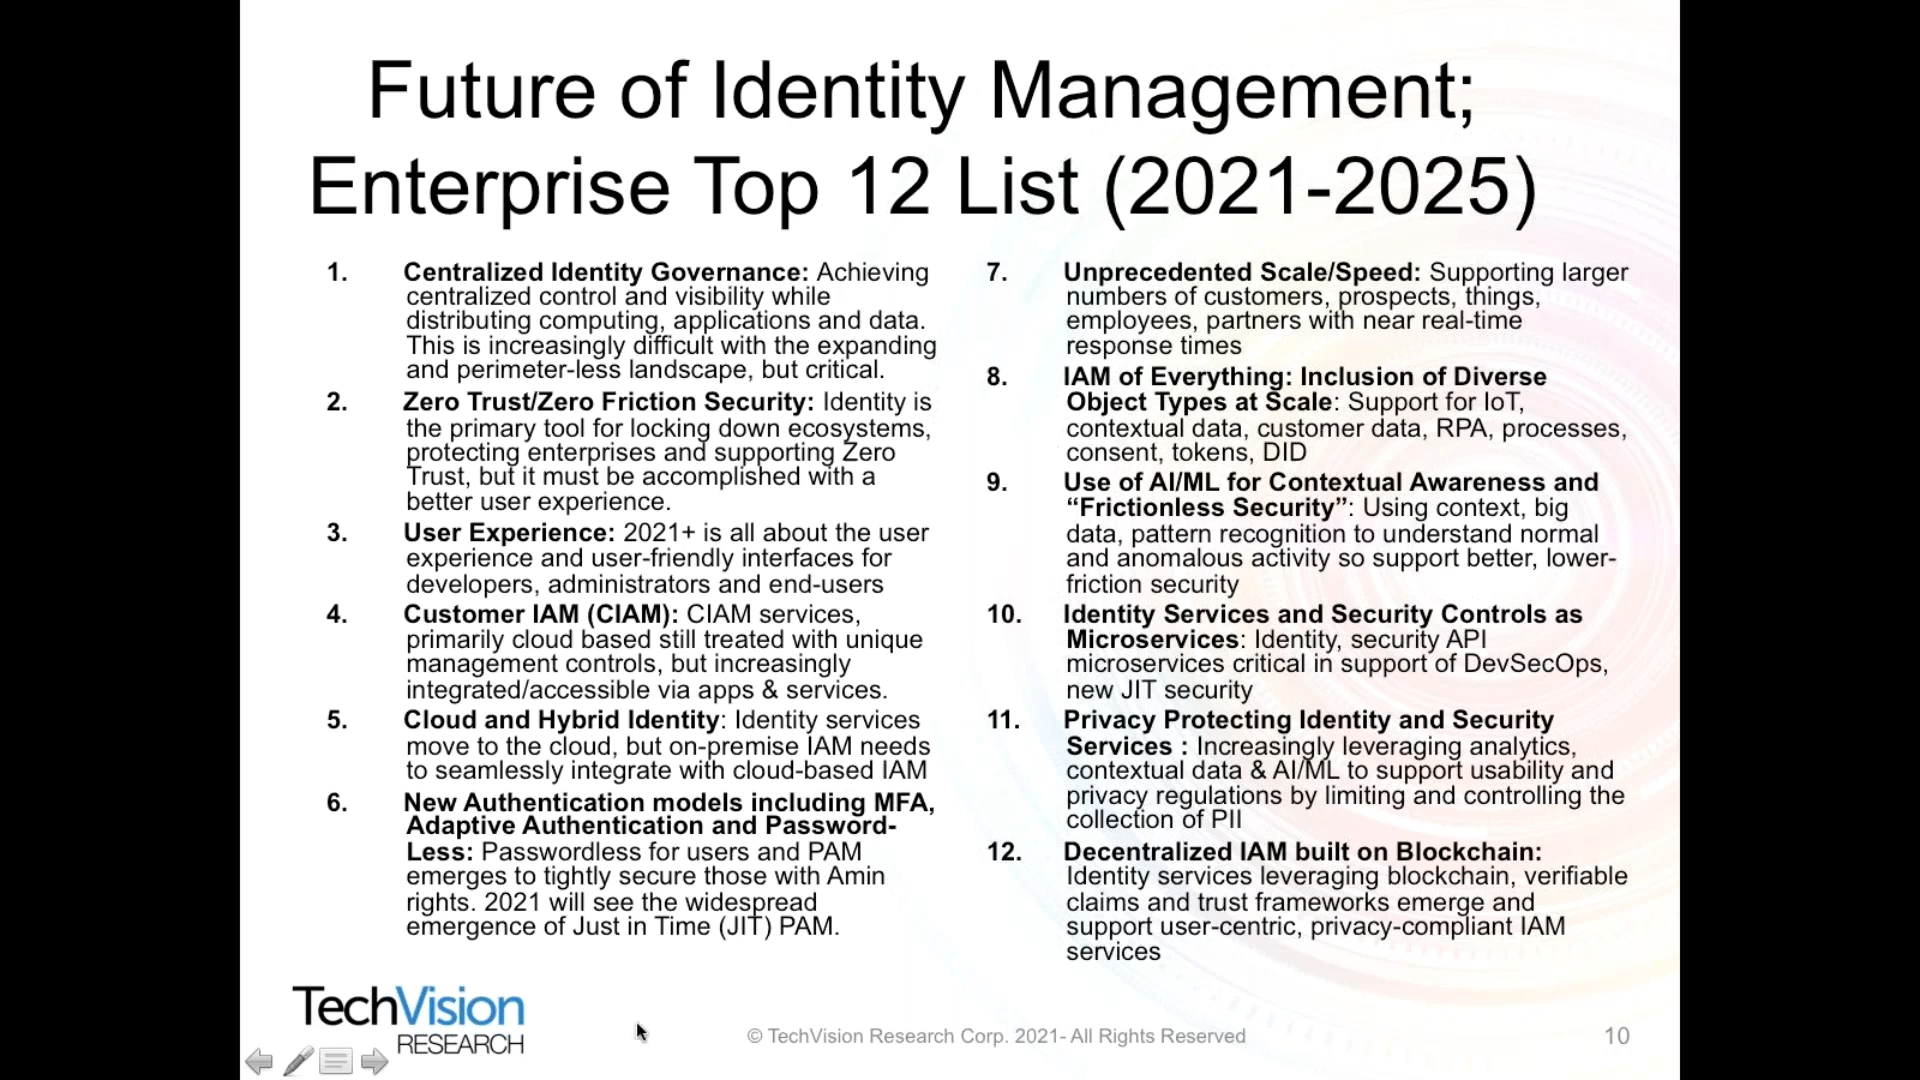 Future of Identity Management;
Enterprise Top 12 List (2021-2025)
1. Centralized Identity Governance: Achieving
centralized control and visibility while
distributing computing, applications and data.
This is increasingly difficult with the expanding
and perimeter-less landscape, but critical.
2. Zero Trust/Zero Friction Security: Identity is
the primary tool for locking down ecosystems,
protecting enterprises and supporting Zero
Trust, but it must be accomplished with a
better user experience.
3. User Experience: 2021+ is all about the user
experience and user-friendly interfaces for
developers, administrators and end-users
4. Customer IAM (CIAM): CIAM services,
primarily cloud based still treated with unique
management controls, but increasingly
integrated/accessible via apps & services.
5. Cloud and Hybrid Identity: Identity services
move to the cloud, but on-premise IAM needs
to seamlessly integrate with cloud-based IAM
6. New Authentication models including MFA,
Adaptive Authentication and Password-
Less: Passwordless for users and PAM
emerges to tightly secure those with Amin
rights. 2021 will see the widespread
emergence of Just in Time (JIT) PAM.
7. Unprecedented Scale/Speed: Supporting larger
numbers of customers, prospects, things,
employees, partners with near real-time
response times
8. IAM of Everything: Inclusion of Diverse
Object Types at Scale: Support for IoT,
contextual data, customer data, RPA, processes,
consent, tokens, DID
9. Use of AI/ML for Contextual Awareness and
“Frictionless Security”: Using context, big
data, pattern recognition to understand normal
and anomalous activity so support better, lower-
friction security
10. Identity Services and Security Controls as
Microservices: Identity, security API
microservices critical in support of DevSecOps,
new JIT security
11. Privacy Protecting Identity and Security
Services : Increasingly leveraging analytics,
contextual data & AI/ML to support usability and
privacy regulations by limiting and controlling the
collection of PII
12. Decentralized IAM built on Blockchain:
Identity services leveraging blockchain, verifiable
claims and trust frameworks emerge and
support user-centric, privacy-compliant IAM
services
TechVision
RESEARCH
© TechVision Research Corp. 2021- All Rights Reserved
10